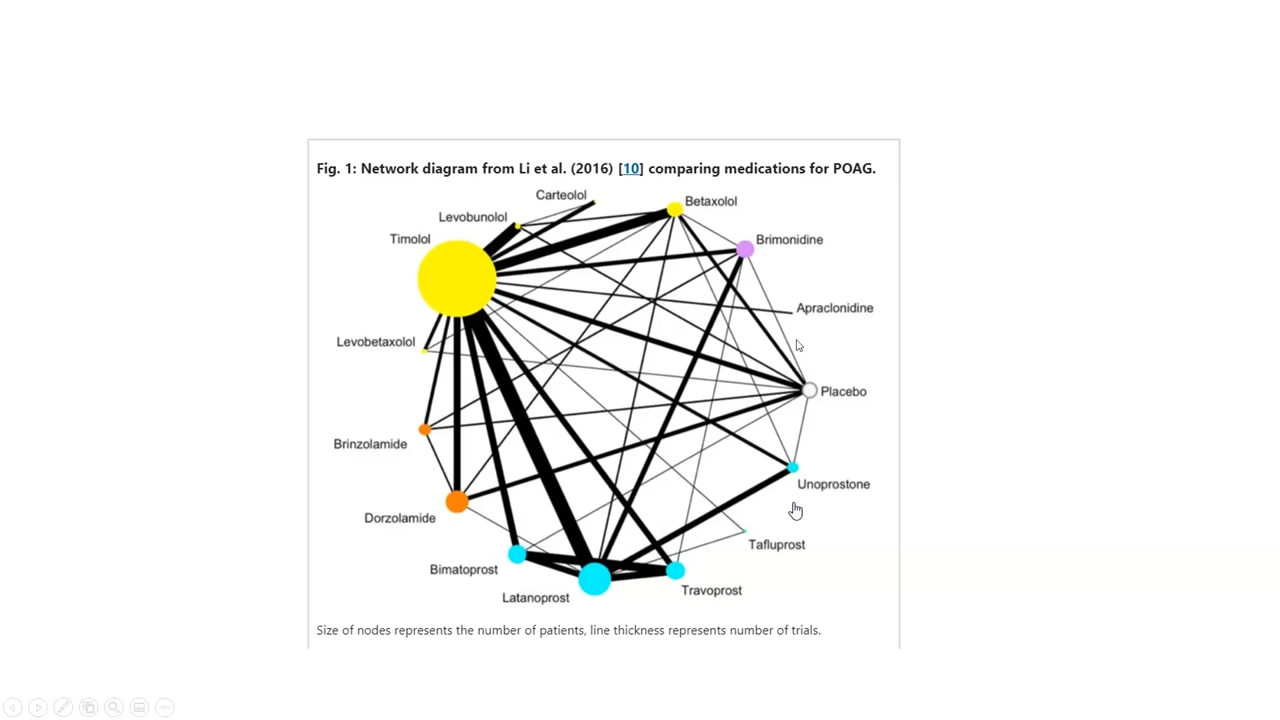 Fig. 1: Network diagram from Li et al. (2016) [10] comparing medications for POAG.
Carteolol
Betaxolol
Levobunolol
Timolol
Brimonidine
Apraclonidine
Levobetaxolol
Placebo
Brinzolamide
Unoprostone
Dorzolamide
Tafluprost
Bimatoprost
Travoprost
Latanoprost
Size of nodes represents the number of patients, line thickness represents number of trials.